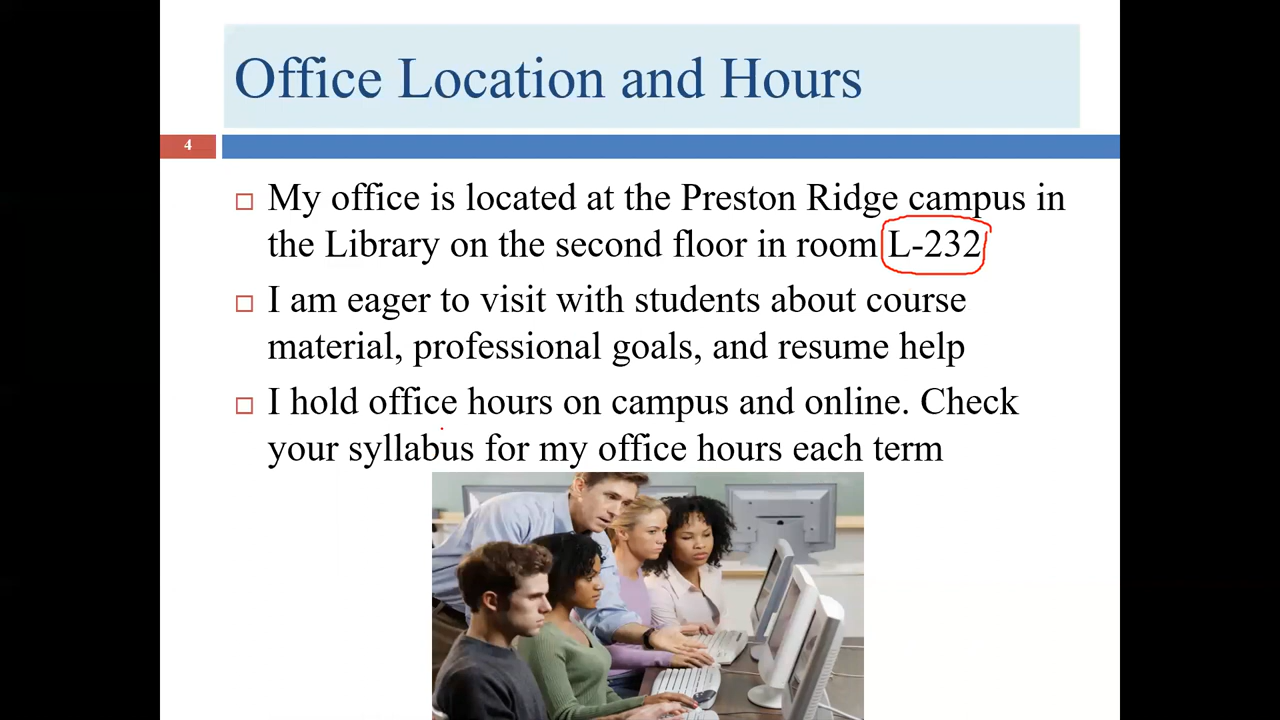 Office Location and Hours
4
My office is located at the Preston Ridge campus in
the Library on the second floor in room L-232
I am eager to visit with students about course
material, professional goals, and resume help
I hold office hours on campus and online. Check
your syllabus for my office hours each term